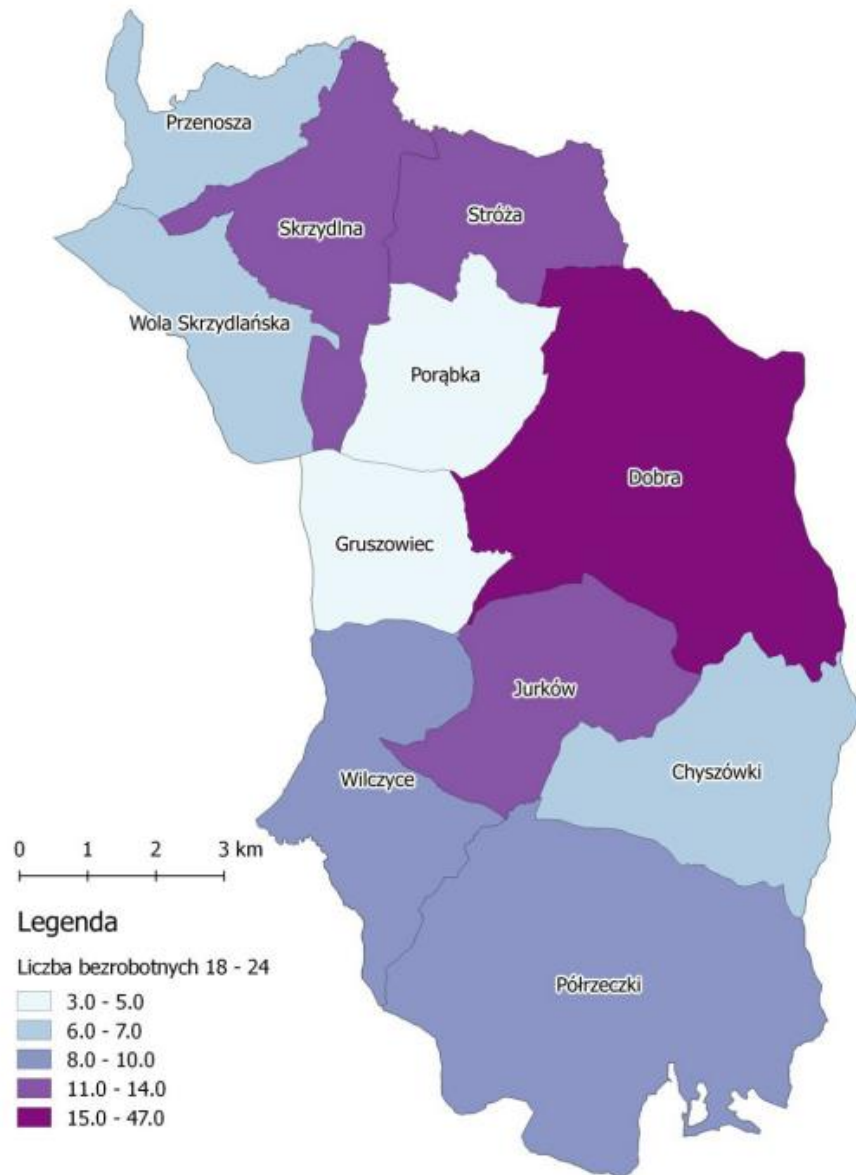 Przenosza
Skrzydlna
Stróża
Wola Skrzydlańska
Porąbka
Dobra
Gruszowiec
Jurków
Chyszówki
Wilczyce
Półrzeczki
0 1 2 3 km
Legenda
Liczba bezrobotnych 18 - 24
3.0 - 5.0
6.0 - 7.0
8.0 - 10.0
11.0 - 14.0
15.0 - 47.0